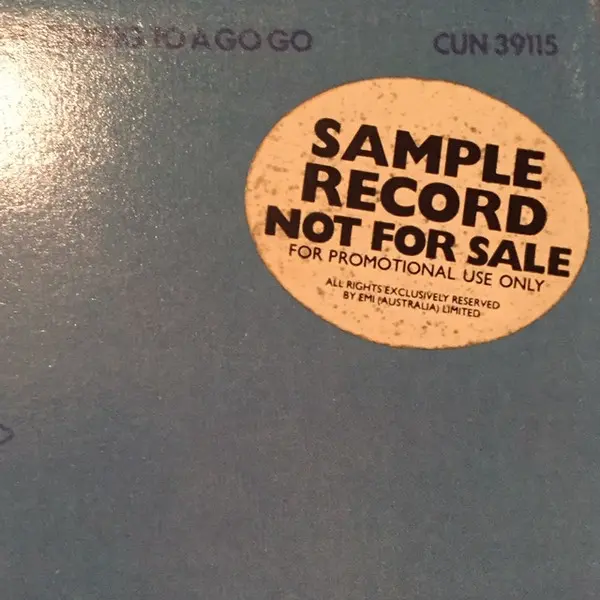 TO A GO GO CUN 39115
SAMPLE
RECORD
NOT FOR SALE
FOR PROMOTIONAL USE ONLY
ALL RIGHTS EXCLUSIVELY RESERVED
BY EMI (AUSTRALIA) LIMITED